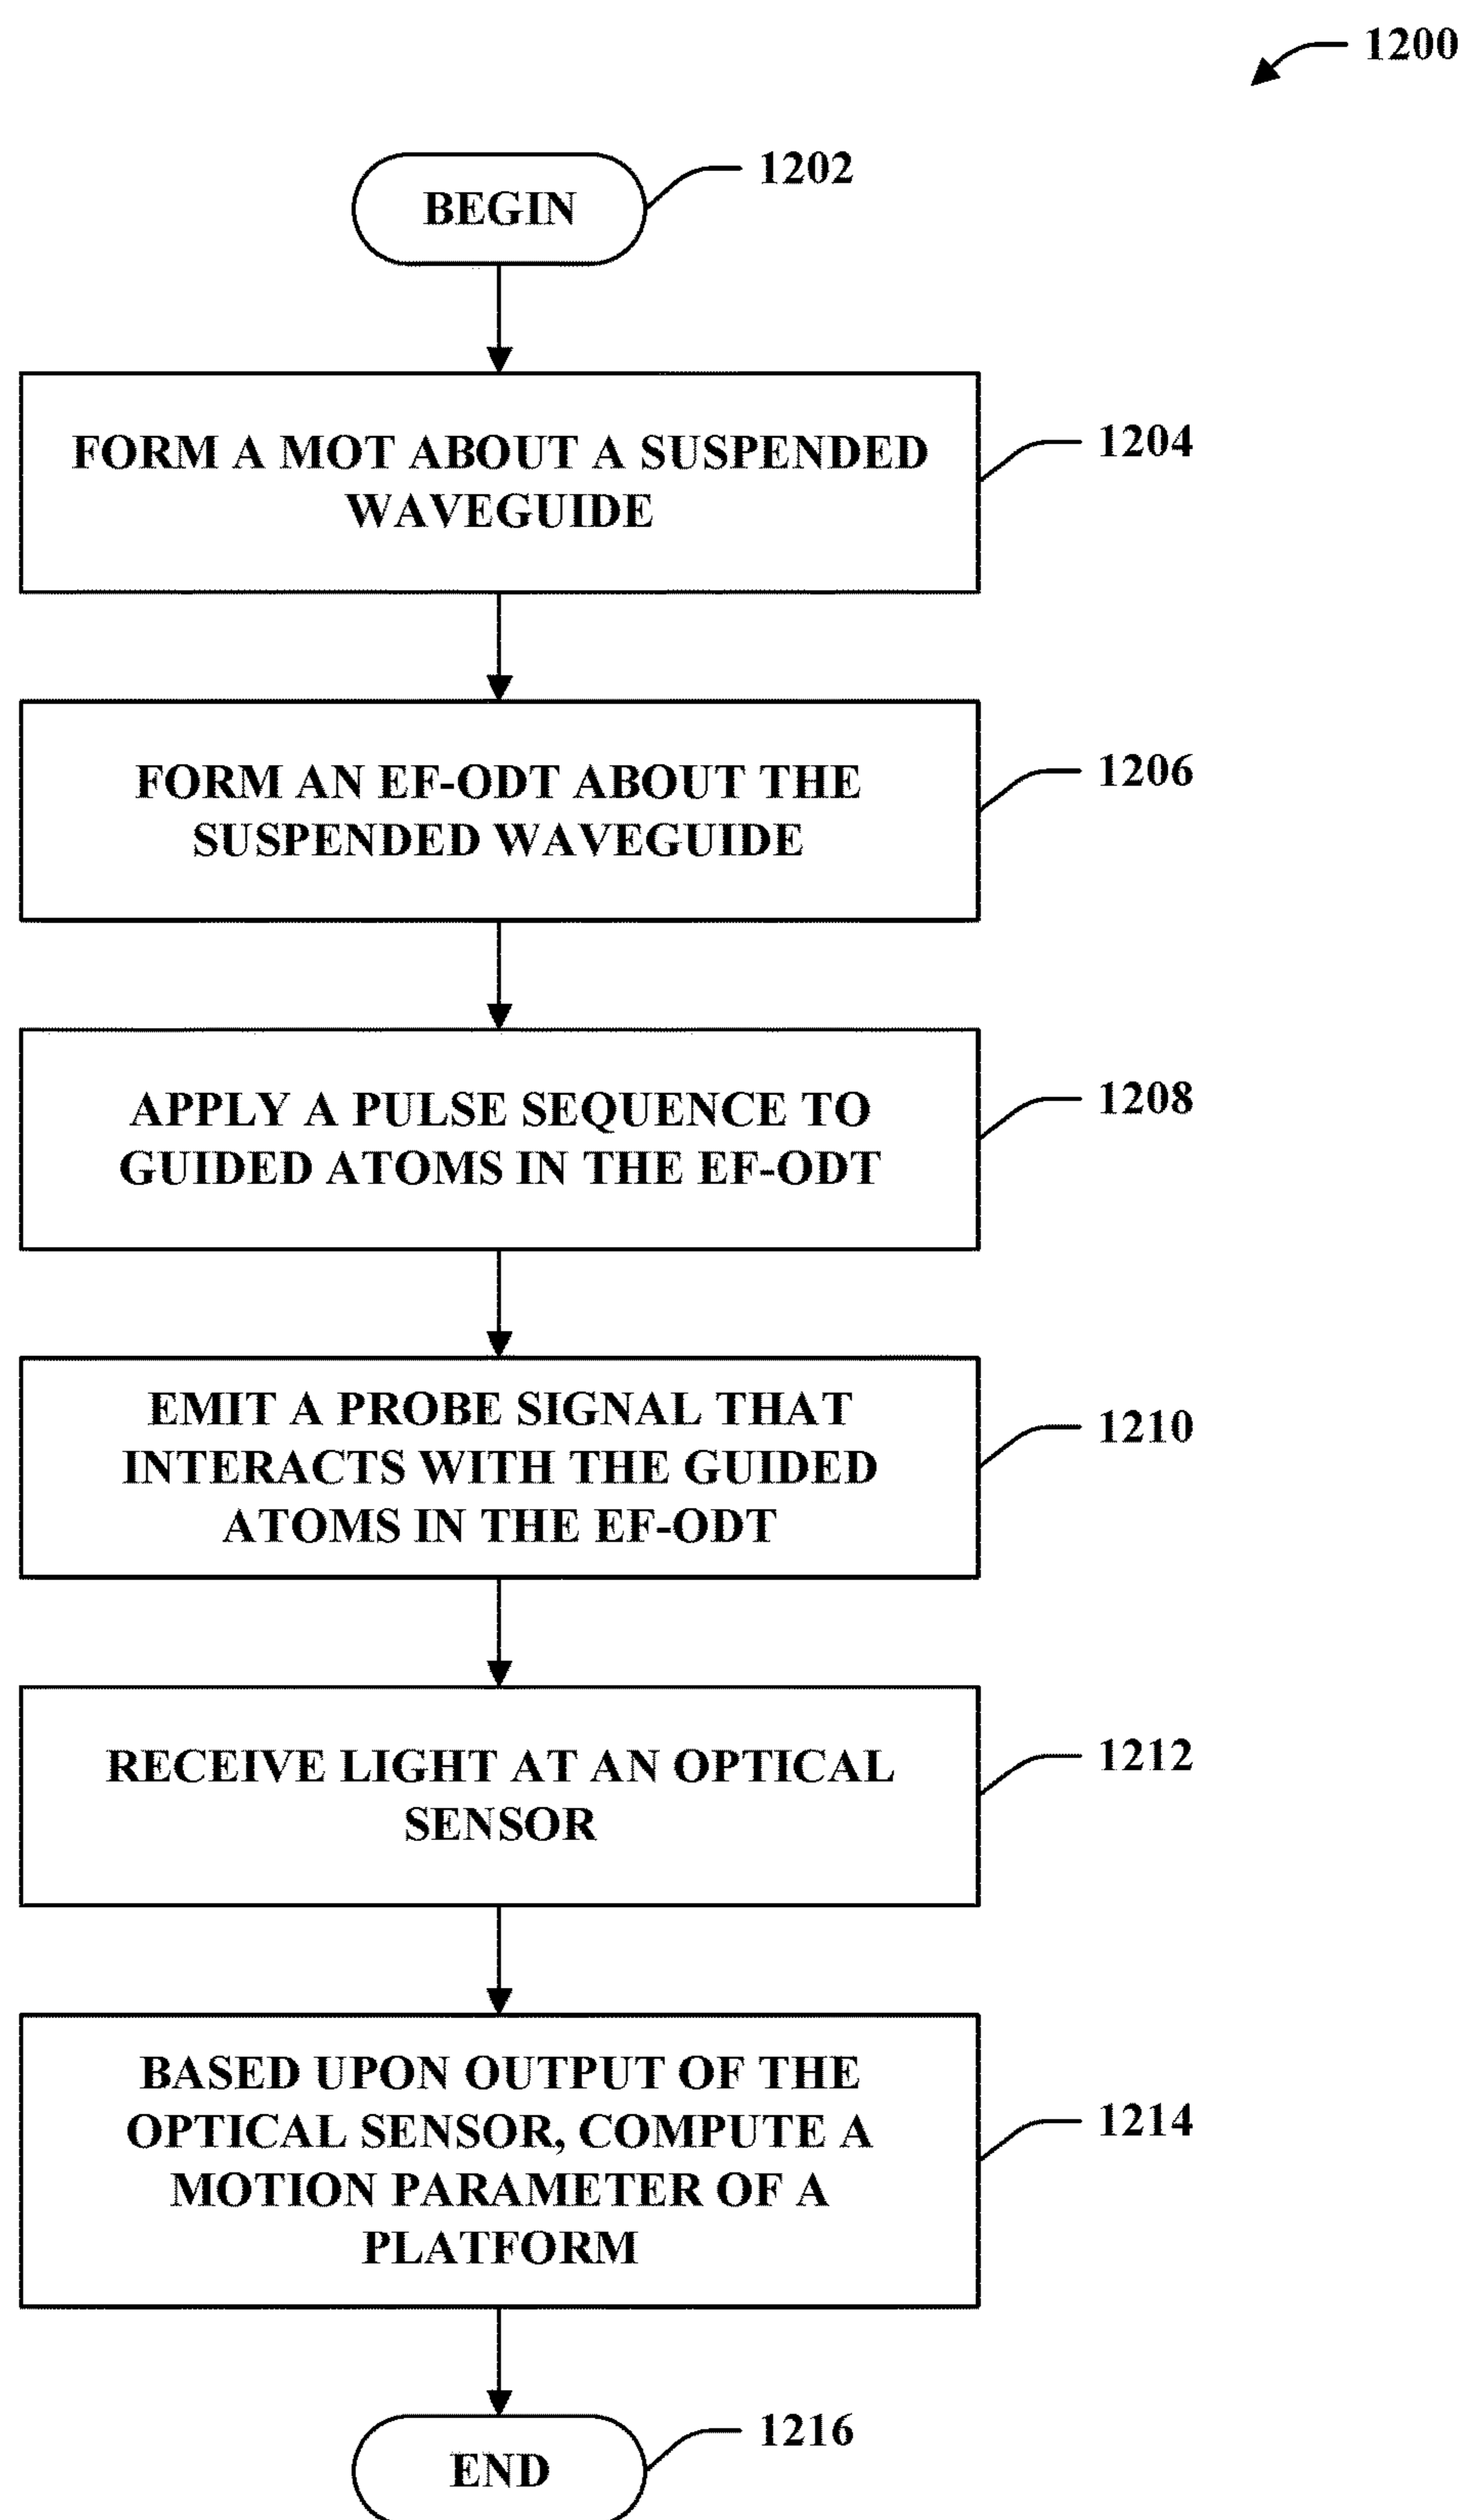 1200
BEGIN
1202
FORM A MOT ABOUT A SUSPENDED
WAVEGUIDE
1204
FORM AN EF-ODT ABOUT THE
SUSPENDED WAVEGUIDE
1206
APPLY A PULSE SEQUENCE TO
GUIDED ATOMS IN THE EF-ODT
1208
EMIT A PROBE SIGNAL THAT
INTERACTS WITH THE GUIDED
ATOMS IN THE EF-ODT
1210
RECEIVE LIGHT AT AN OPTICAL
SENSOR
1212
BASED UPON OUTPUT OF THE
OPTICAL SENSOR, COMPUTE A
MOTION PARAMETER OF A
PLATFORM
1214
END
1216